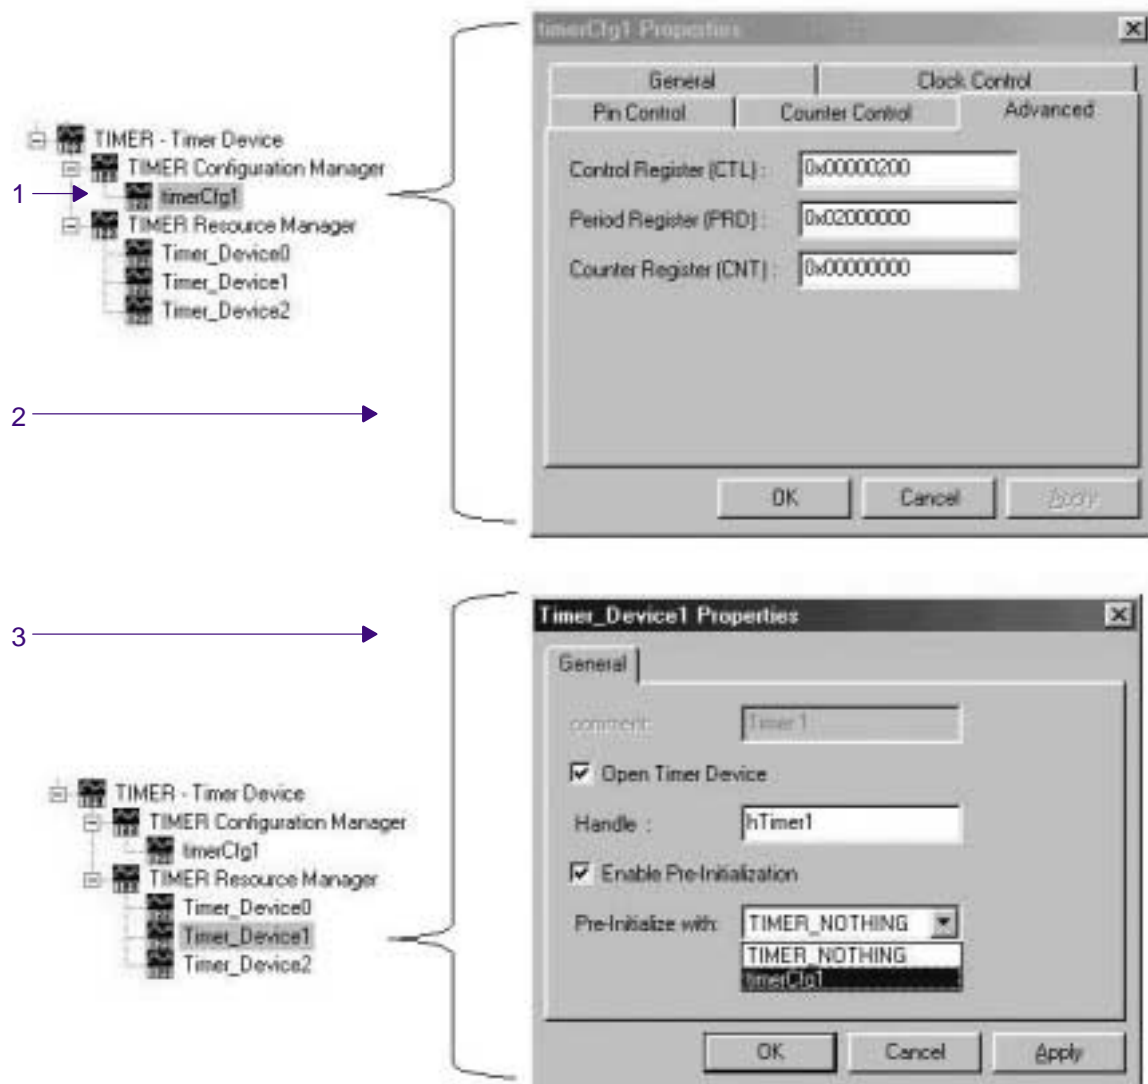 timerCfg1 Properties
General
Clock Control
Pin Control
Counter Control
Advanced
Control Register (CTL) :
0x00000200
Period Register (PRD) :
0x02000000
Counter Register (CNT) :
0x00000000
OK
Cancel
Apply
TIMER - Timer Device
TIMER Configuration Manager
1
timerCfg1
TIMER Resource Manager
Timer_Device0
Timer_Device1
Timer_Device2
2
3
Timer_Device1 Properties
General
comment:
Timer 1
Open Timer Device
Handle :
hTimer1
Enable Pre-Initialization
Pre-Initialize with:
TIMER_NOTHING
TIMER_NOTHING
timerCfg1
OK
Cancel
Apply
TIMER - Timer Device
TIMER Configuration Manager
timerCfg1
TIMER Resource Manager
Timer_Device0
Timer_Device1
Timer_Device2